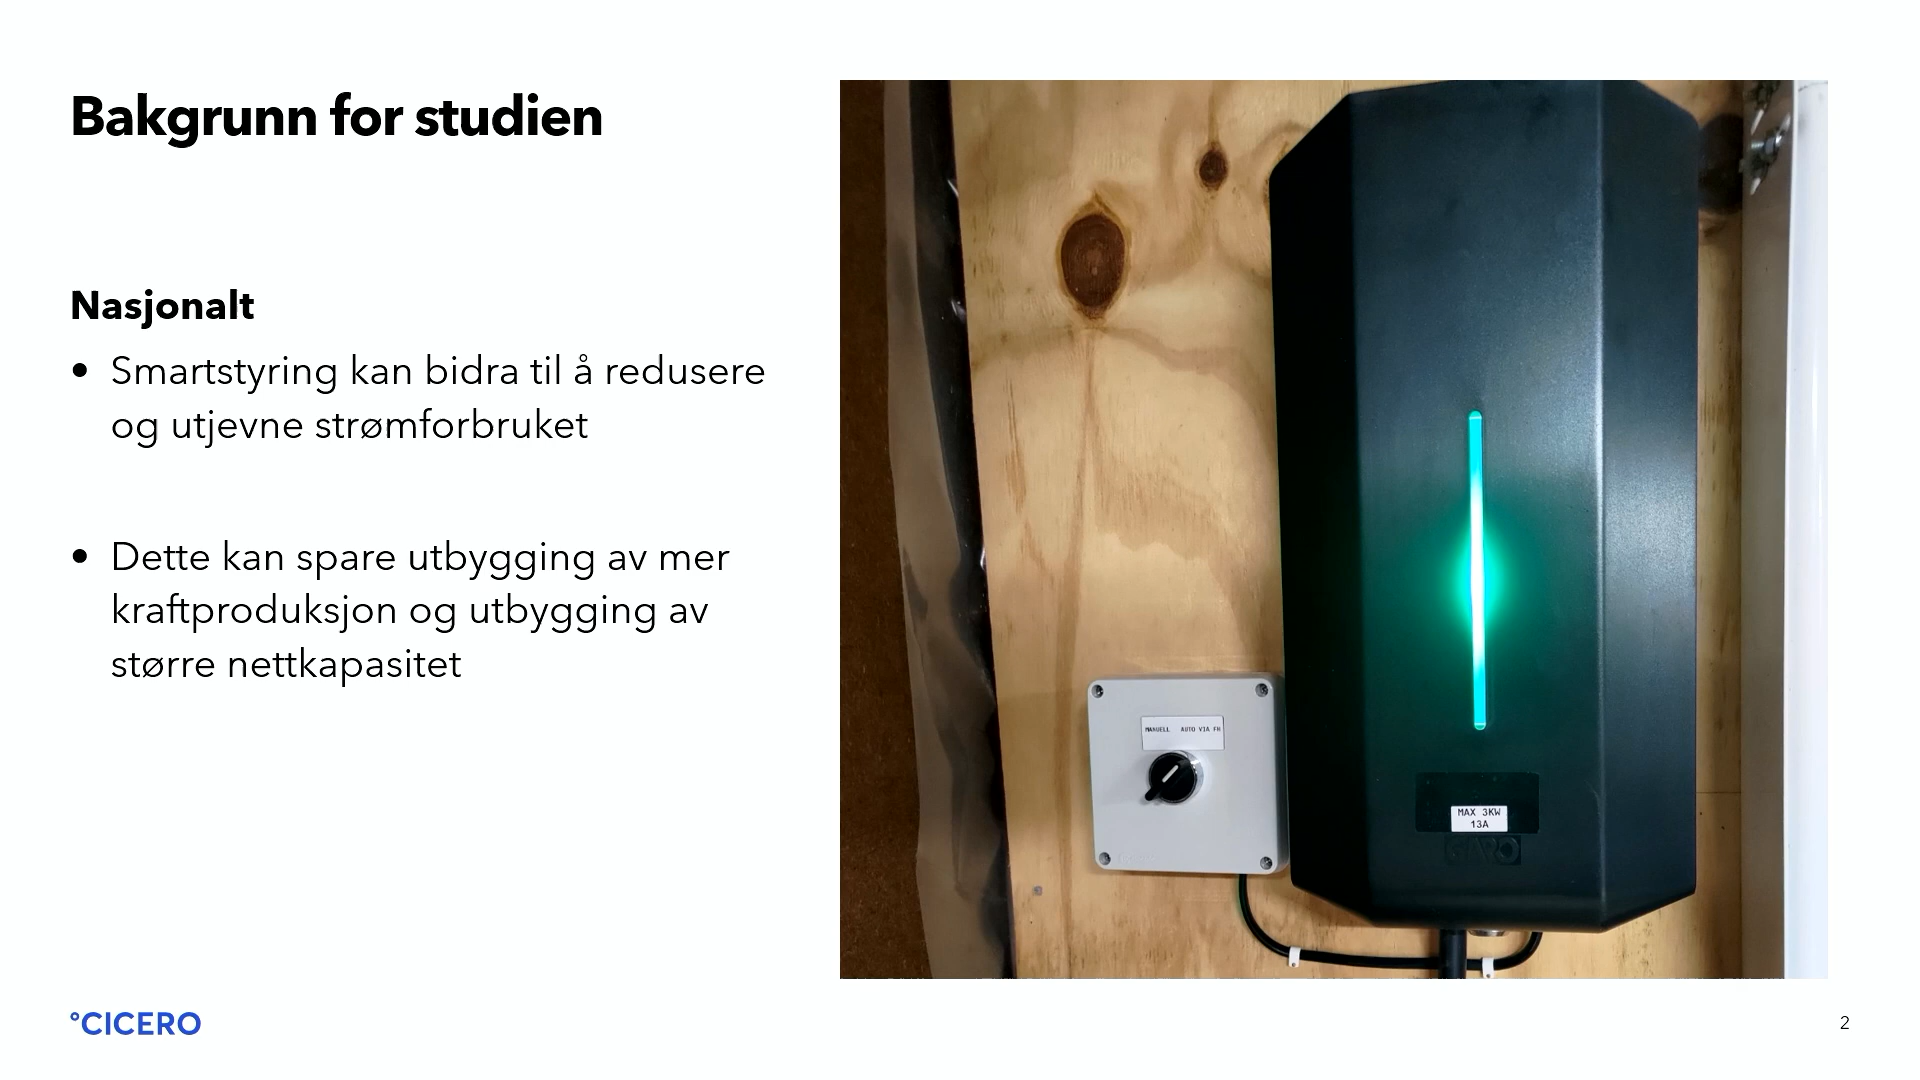 Bakgrunn for studien
Nasjonalt
• Smartstyring kan bidra til å redusere
og utjevne strømforbruket
• Dette kan spare utbygging av mer
kraftproduksjon og utbygging av
større nettkapasitet
MANUELL AUTO VIA FH
MAX 3KW
13A
GARO
°CICERO
2